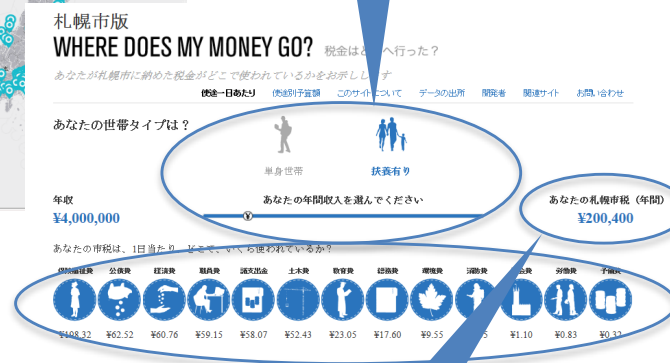 札幌市版
WHERE DOES MY MONEY GO? 税金は へ行った？
あなたが札幌市に納めた税金がどこで使われているかをお示しし す
使途一日あたり 使途別予算額 このサイトについて データの出所 開発者 関連サイト お問い合わせ
あなたの世帯タイプは？
単身世帯 扶養有り
年収 あなたの年間収入を選んでください あなたの札幌市税（年間）
¥4,000,000 ¥ ¥200,400
あなたの市税は、1日当たり、どこで、いくら使われているか？
保健福祉費 公債費 経済費 職員費 諸支出金 土木費 教育費 総務費 環境費 消防費 労働費 予備費
¥198.32 ¥62.52 ¥60.76 ¥59.15 ¥58.07 ¥52.43 ¥23.05 ¥17.60 ¥9.55 ¥1.10 ¥0.83 ¥0.32